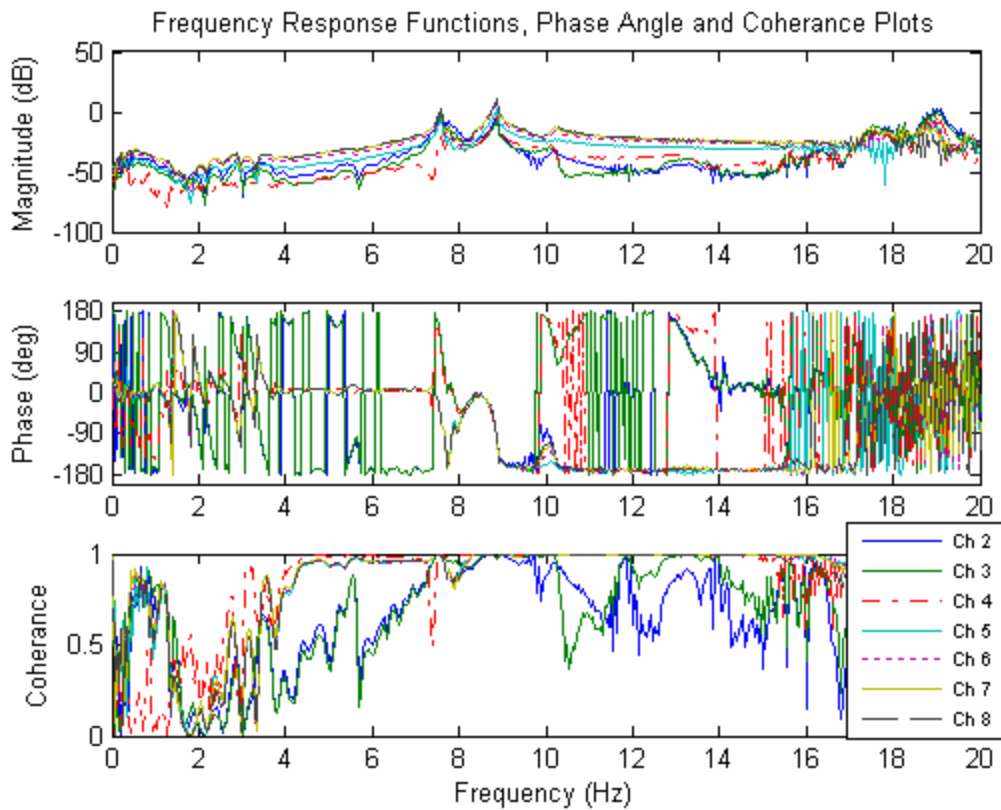 Frequency Response Functions, Phase Angle and Coherance Plots
Magnitude (dB)
50
0
-50
-100
0 2 4 6 8 10 12 14 16 18 20
Phase (deg)
180
90
0
-90
-180
0 2 4 6 8 10 12 14 16 18 20
Coherance
1
0.5
0
0 2 4 6 8 10 12 14 16 18 20
Frequency (Hz)
Ch 2
Ch 3
Ch 4
Ch 5
Ch 6
Ch 7
Ch 8